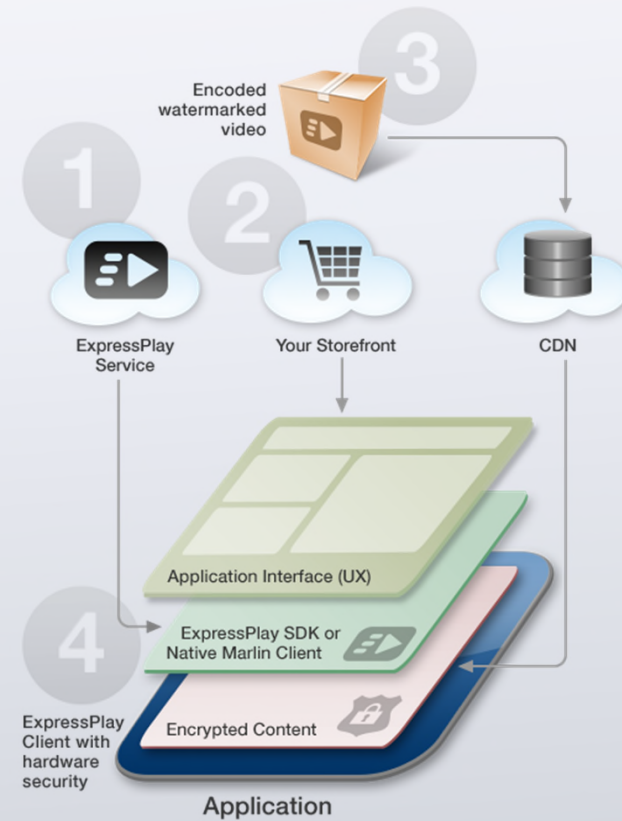 3
Encoded
watermarked
video
1
2
ExpressPlay
Service
Your Storefront
CDN
Application Interface (UX)
ExpressPlay SDK or
Native Marlin Client
4
Encrypted Content
ExpressPlay
Client with
hardware
security
Application